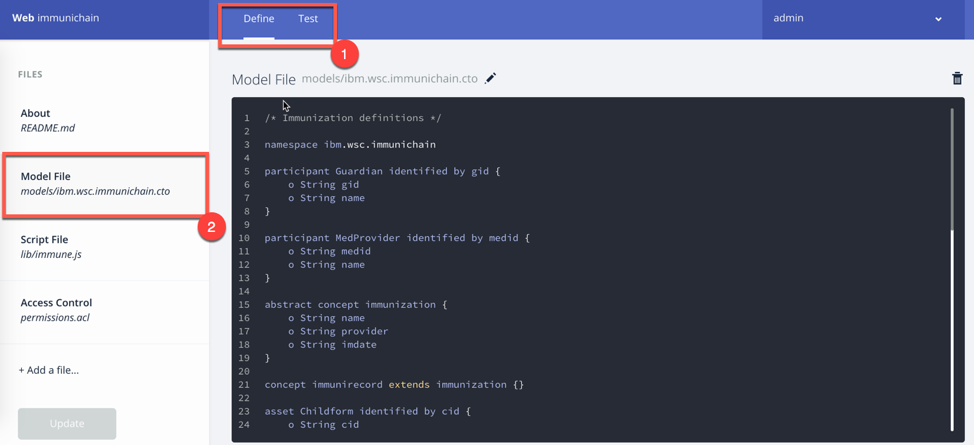 Web immunichain
Define Test
admin
1
FILES
About
README.md
Model File
models/ibm.wsc.immunichain.cto
2
Script File
lib/immune.js
Access Control
permissions.acl
+ Add a file...
Update
Model File models/ibm.wsc.immunichain.cto
1 /* Immunization definitions */
2
3 namespace ibm.wsc.immunichain
4
5 participant Guardian identified by gid {
6 o String gid
7 o String name
8 }
9
10 participant MedProvider identified by medid {
11 o String medid
12 o String name
13 }
14
15 abstract concept immunization {
16 o String name
17 o String provider
18 o String imdate
19 }
20
21 concept immunirecord extends immunization {}
22
23 asset Childform identified by cid {
24 o String cid